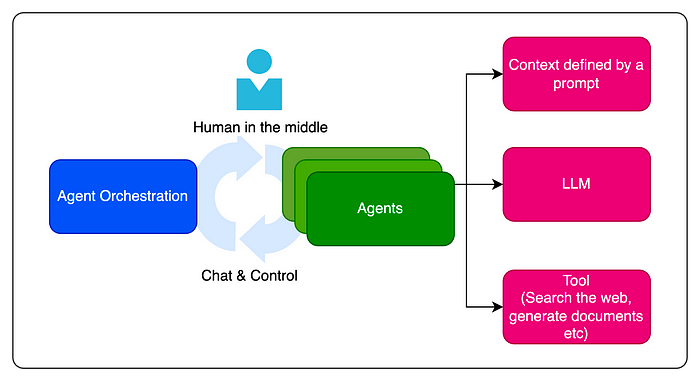 Human in the middle
Agent Orchestration
Agents
Chat & Control
Context defined by a
prompt
LLM
Tool
(Search the web,
generate documents
etc)